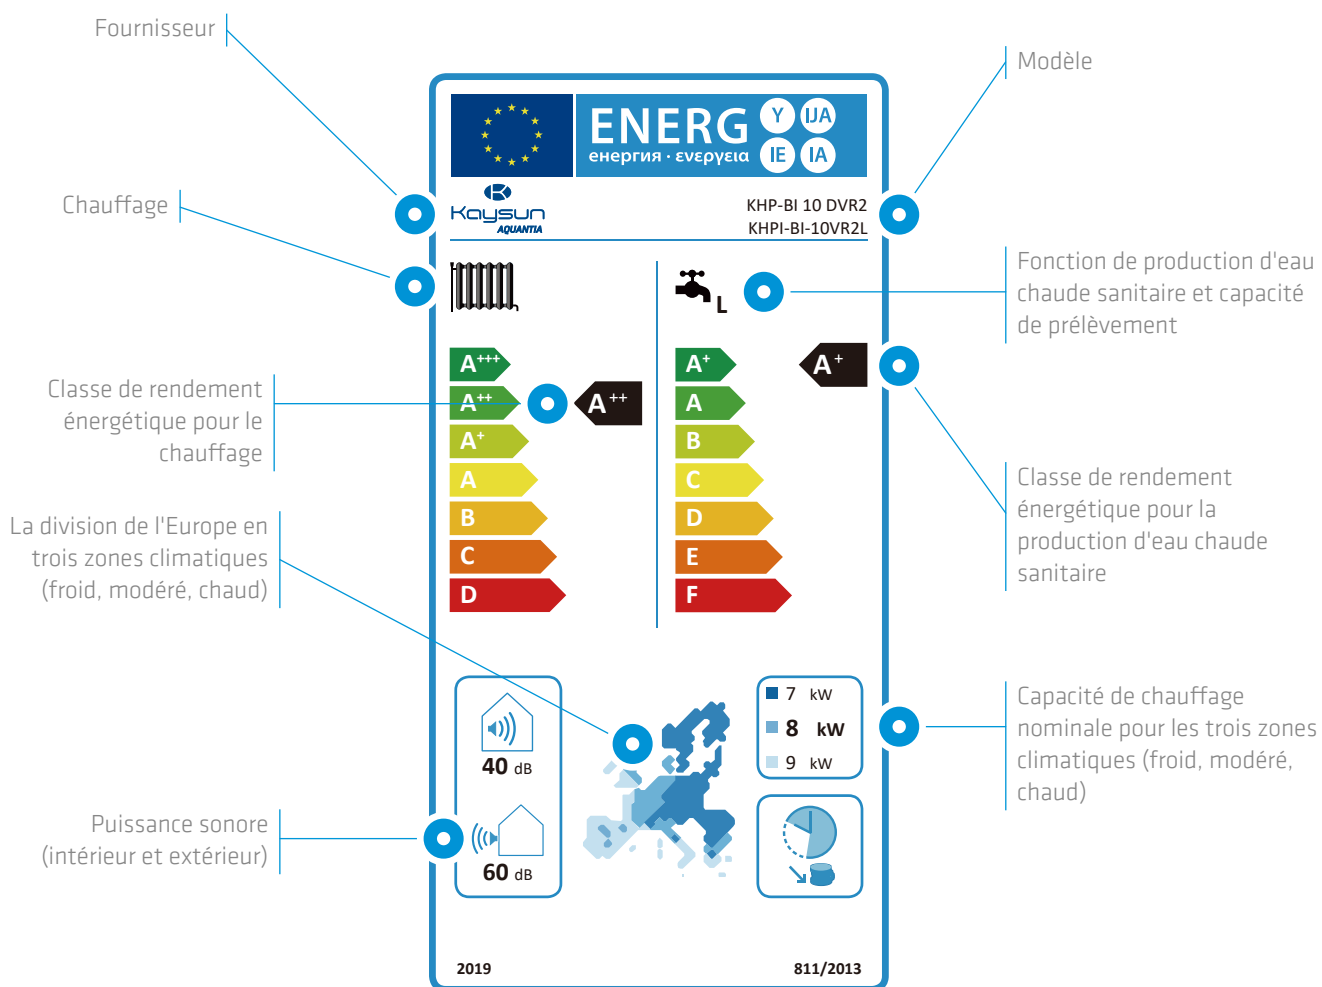 Fournisseur
Modèle
ENERG
Y IJA
IE IA
енергия · ενεργεια
Chauffage
Kaysun
AQUANTIA
KHP-BI 10 DVR2
KHPI-BI-10VR2L
Fonction de production d'eau
chaude sanitaire et capacité
de prélèvement
L
A+++
A++
A+
A
B
C
D
A++
A+
A
B
C
D
E
F
A+
Classe de rendement
énergétique pour le
chauffage
Classe de rendement
énergétique pour la
production d'eau chaude
sanitaire
La division de l'Europe en
trois zones climatiques
(froid, modéré, chaud)
40 dB
60 dB
7 kW
8 kW
9 kW
Capacité de chauffage
nominale pour les trois zones
climatiques (froid, modéré,
chaud)
Puissance sonore
(intérieur et extérieur)
2019
811/2013